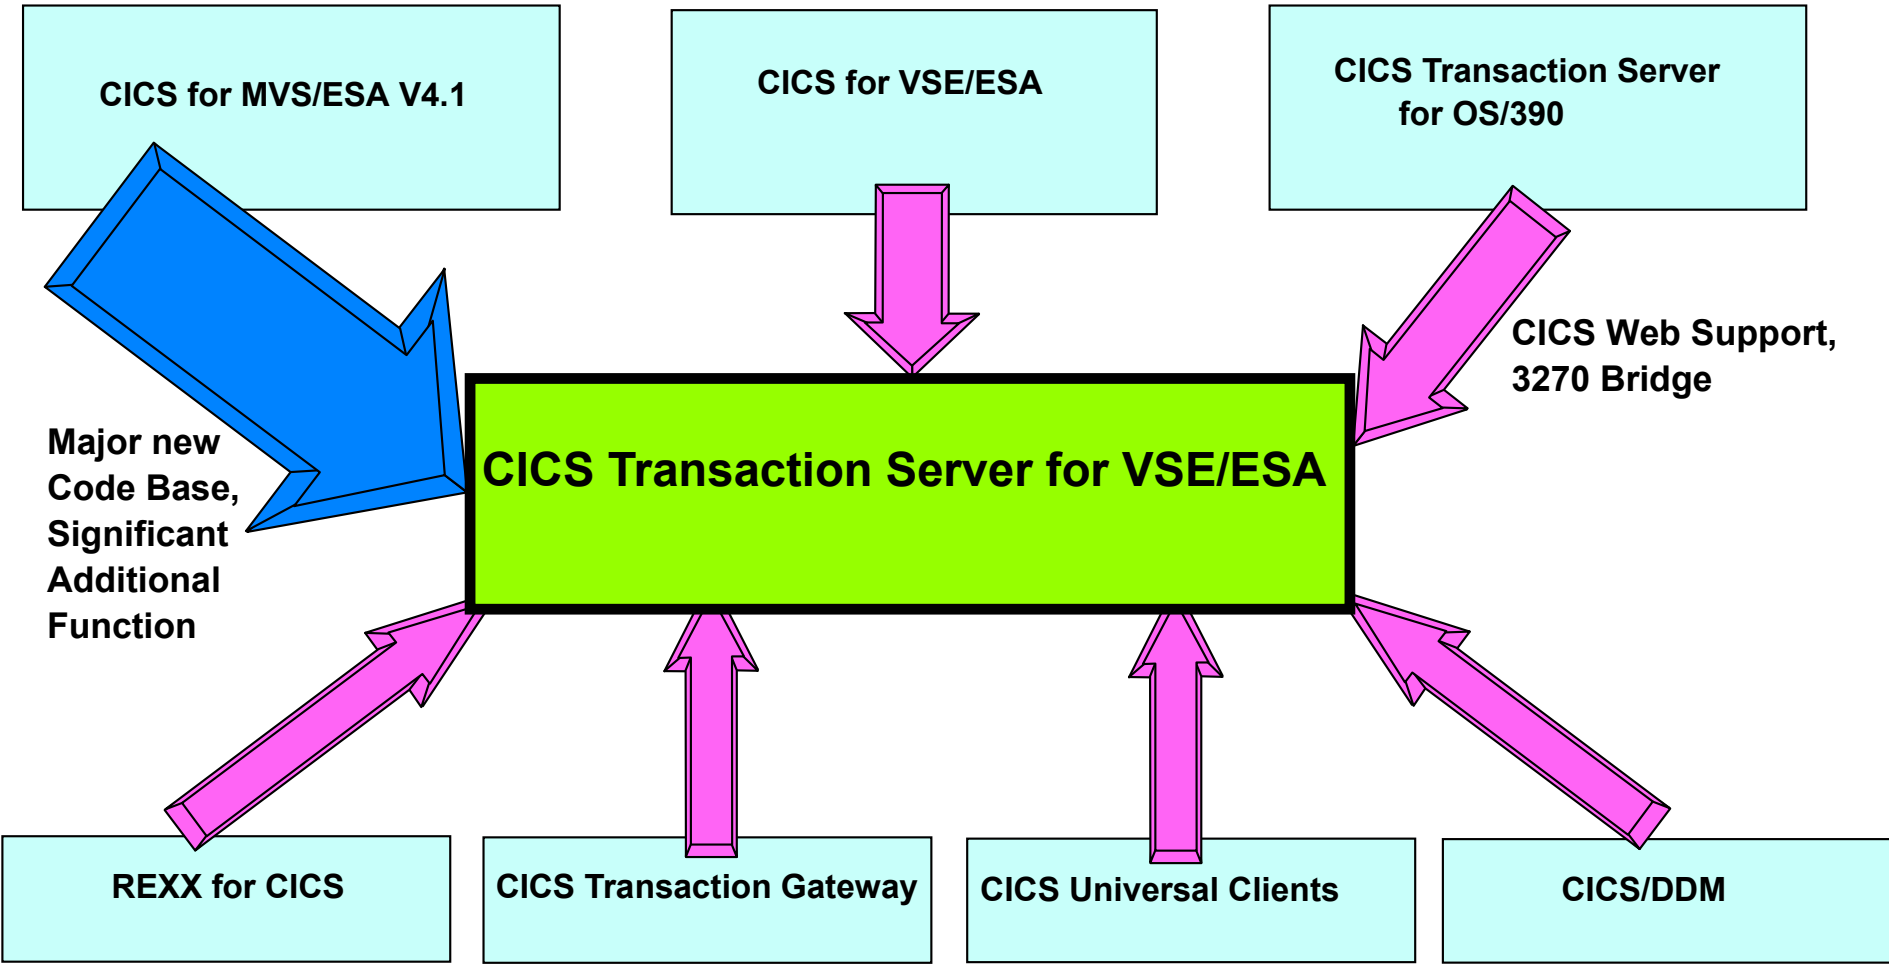 CICS for MVS/ESA V4.1
CICS for VSE/ESA
CICS Transaction Server
for OS/390
CICS Web Support,
3270 Bridge
Major new
Code Base,
Significant
Additional
Function
CICS Transaction Server for VSE/ESA
REXX for CICS
CICS Transaction Gateway
CICS Universal Clients
CICS/DDM